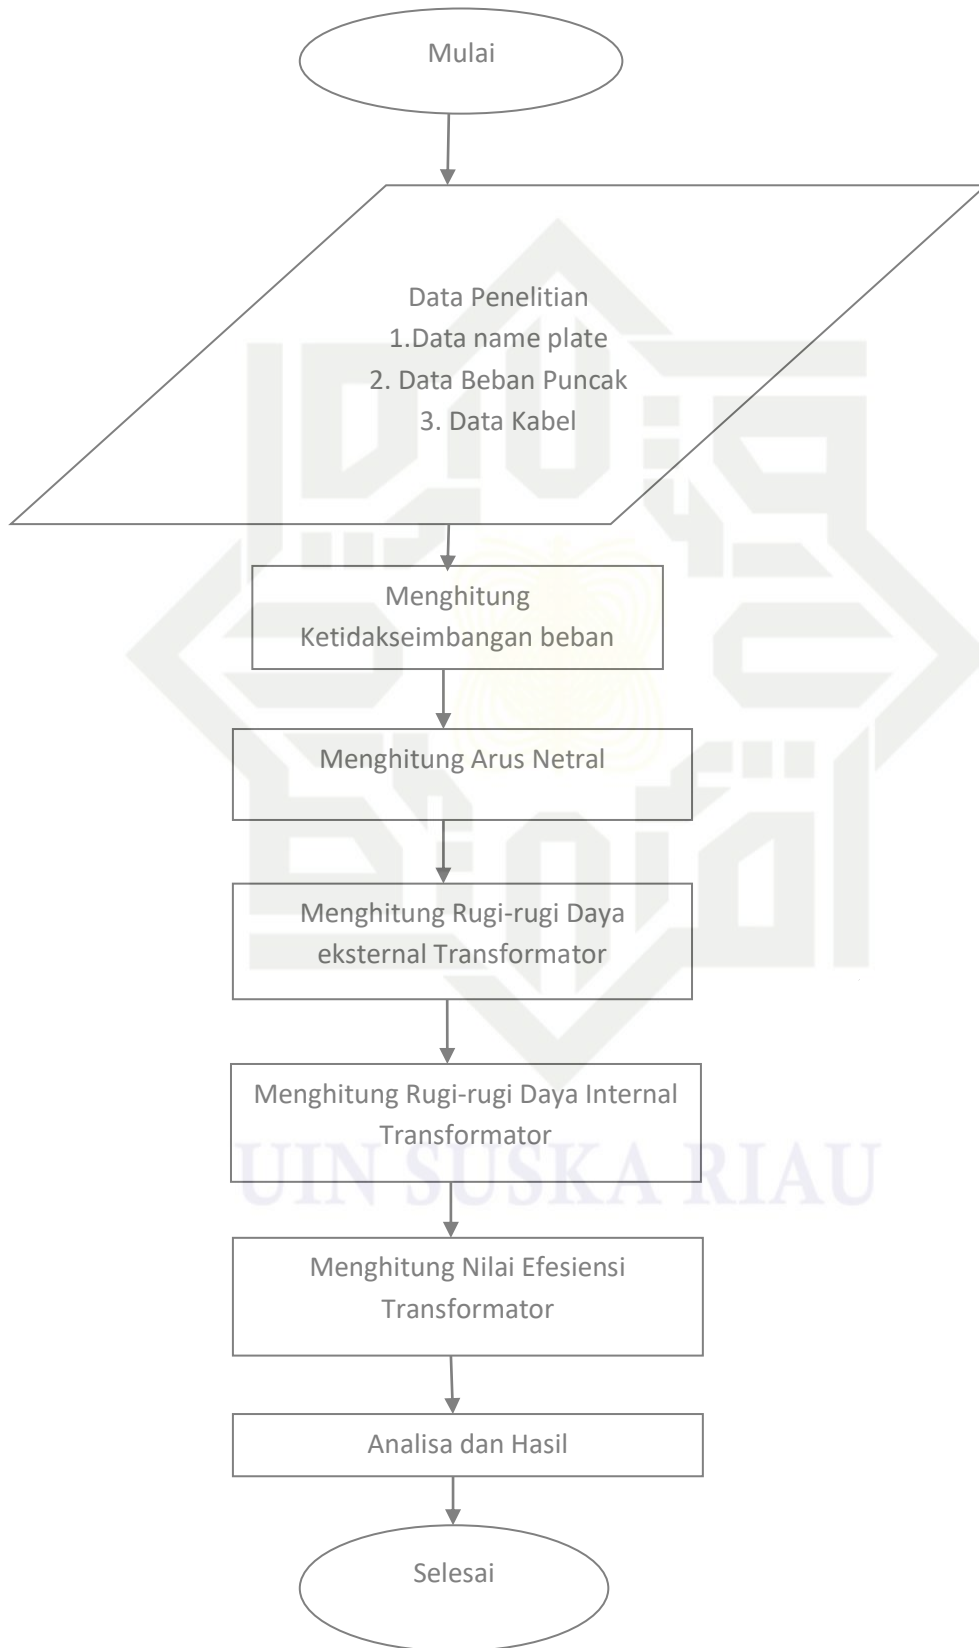 Mulai
Data Penelitian
1.Data name plate
2. Data Beban Puncak
3. Data Kabel
Menghitung
Ketidakseimbangan beban
Menghitung Arus Netral
Menghitung Rugi-rugi Daya
eksternal Transformator
Menghitung Rugi-rugi Daya Internal
Transformator
UIN SUSKA RIAU
Menghitung Nilai Efesiensi
Transformator
Analisa dan Hasil
Selesai